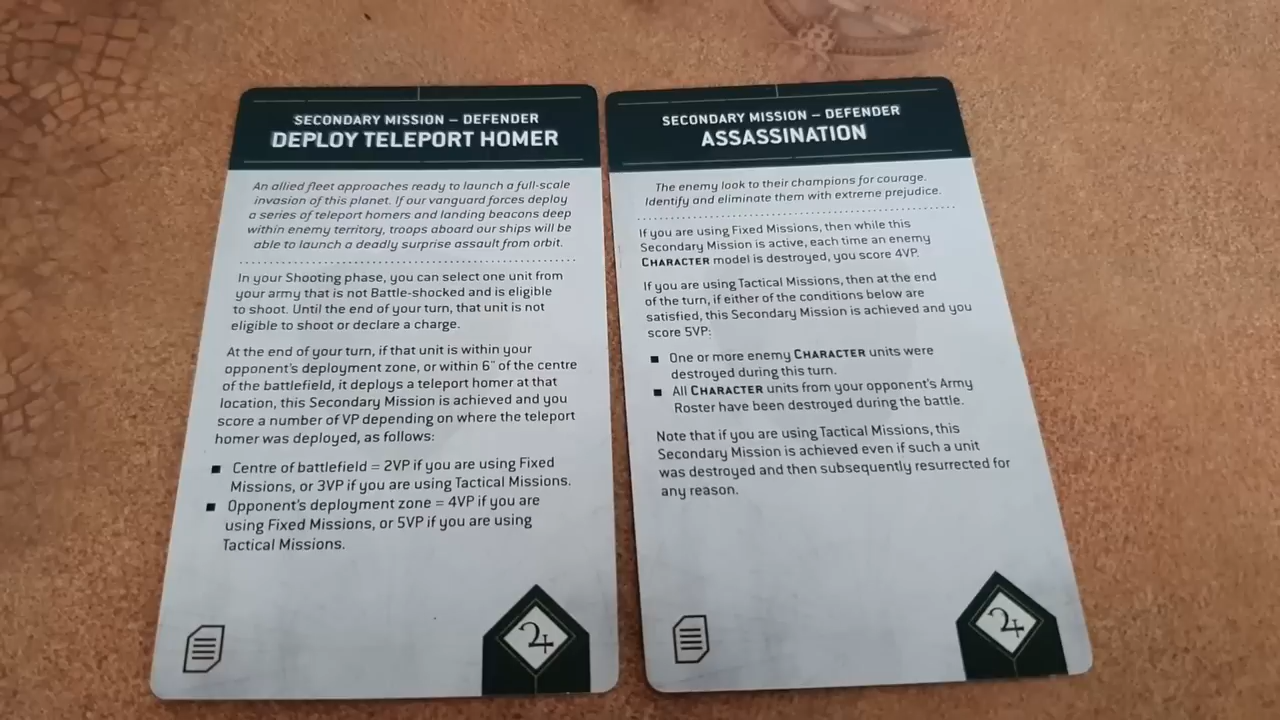 SECONDARY MISSION – DEFENDER
DEPLOY TELEPORT HOMER
An allied fleet approaches ready to launch a full-scale
invasion of this planet. If our vanguard forces deploy
a series of teleport homers and landing beacons deep
within enemy territory, troops aboard our ships will be
able to launch a deadly surprise assault from orbit.
In your Shooting phase, you can select one unit from
your army that is not Battle-shocked and is eligible
to shoot. Until the end of your turn, that unit is not
eligible to shoot or declare a charge.
At the end of your turn, if that unit is within your
opponent's deployment zone, or within 6" of the centre
of the battlefield, it deploys a teleport homer at that
location, this Secondary Mission is achieved and you
score a number of VP depending on where the teleport
homer was deployed, as follows:
■ Centre of battlefield = 2VP if you are using Fixed
Missions, or 3VP if you are using Tactical Missions.
■ Opponent's deployment zone = 4VP if you are
using Fixed Missions, or 5VP if you are using
Tactical Missions.
SECONDARY MISSION – DEFENDER
ASSASSINATION
The enemy look to their champions for courage.
Identify and eliminate them with extreme prejudice.
If you are using Fixed Missions, then while this
Secondary Mission is active, each time an enemy
CHARACTER model is destroyed, you score 4VP.
If you are using Tactical Missions, then at the end
of the turn, if either of the conditions below are
satisfied, this Secondary Mission is achieved and you
score 5VP:
■ One or more enemy CHARACTER units were
destroyed during this turn.
■ All CHARACTER units from your opponent's Army
Roster have been destroyed during the battle.
Note that if you are using Tactical Missions, this
Secondary Mission is achieved even if such a unit
was destroyed and then subsequently resurrected for
any reason.